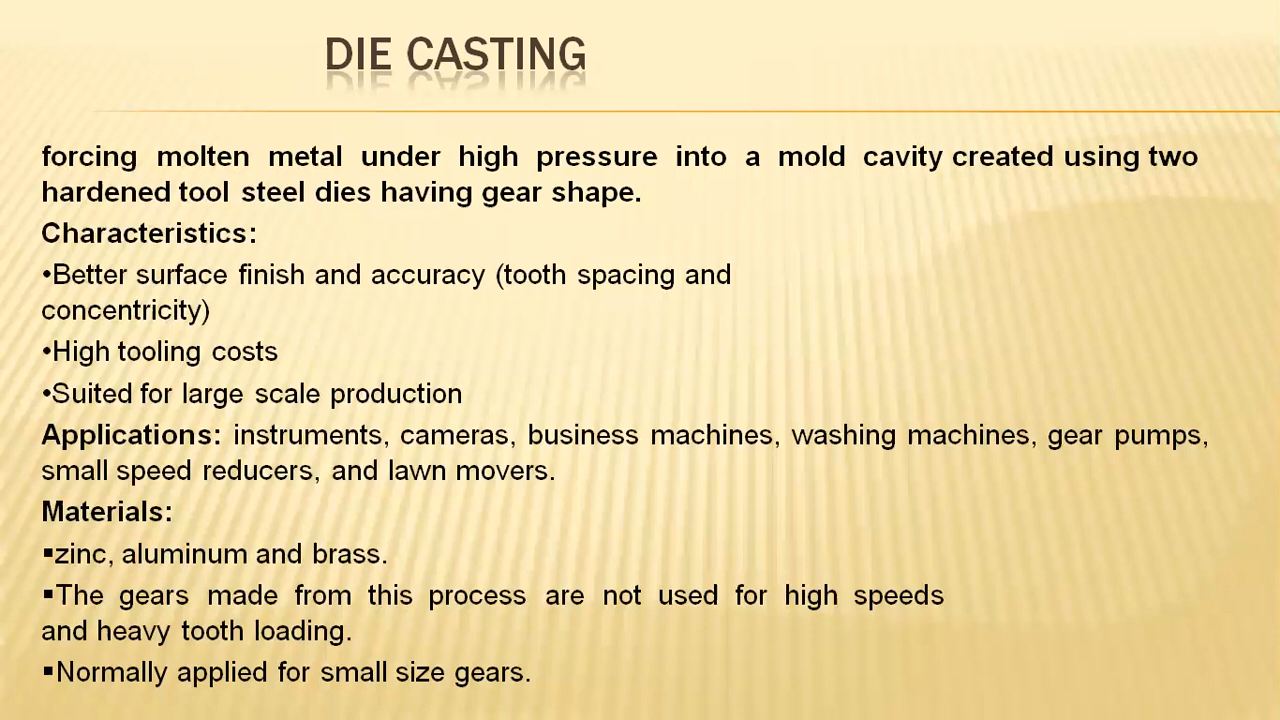 DIE CASTING
forcing molten metal under high pressure into a mold cavity created using two
hardened tool steel dies having gear shape.
Characteristics:
•Better surface finish and accuracy (tooth spacing and
concentricity)
•High tooling costs
•Suited for large scale production
Applications: instruments, cameras, business machines, washing machines, gear pumps,
small speed reducers, and lawn movers.
Materials:
▪zinc, aluminum and brass.
▪The gears made from this process are not used for high speeds
and heavy tooth loading.
▪Normally applied for small size gears.